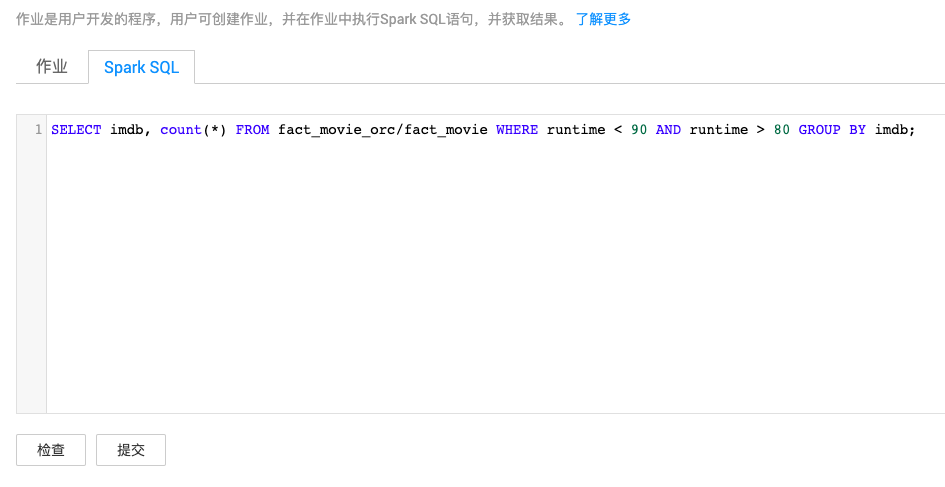 作业是用户开发的程序，用户可创建作业，并在作业中执行Spark SQL语句，并获取结果。 了解更多
作业 Spark SQL
1 SELECT imdb, count(*) FROM fact_movie_orc/fact_movie WHERE runtime < 90 AND runtime > 80 GROUP BY imdb;
检查 提交